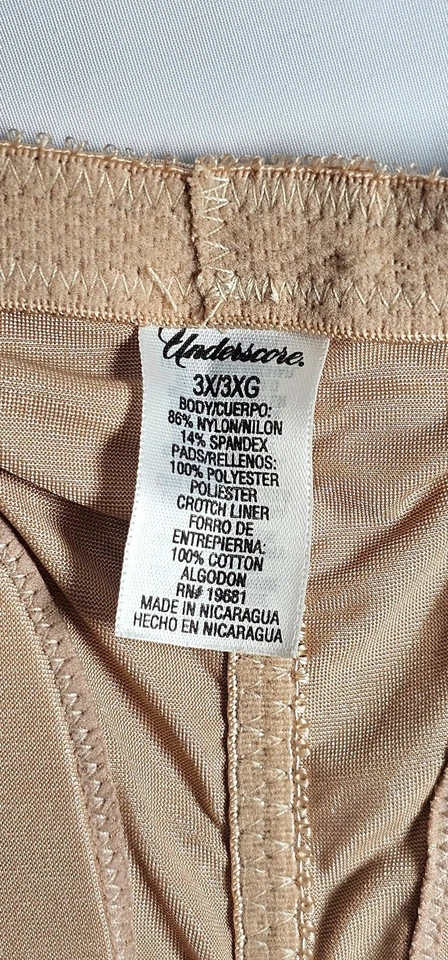 Underscore.
3X/3XG
BODY/CUERPO:
86% NYLON/NILON
14% SPANDEX
PADS/RELLENOS:
100% POLYESTER
POLIESTER
CROTCH LINER
FORRO DE
ENTREPIERNA:
100% COTTON
ALGODON
RN# 19681
MADE IN NICARAGUA
HECHO EN NICARAGUA